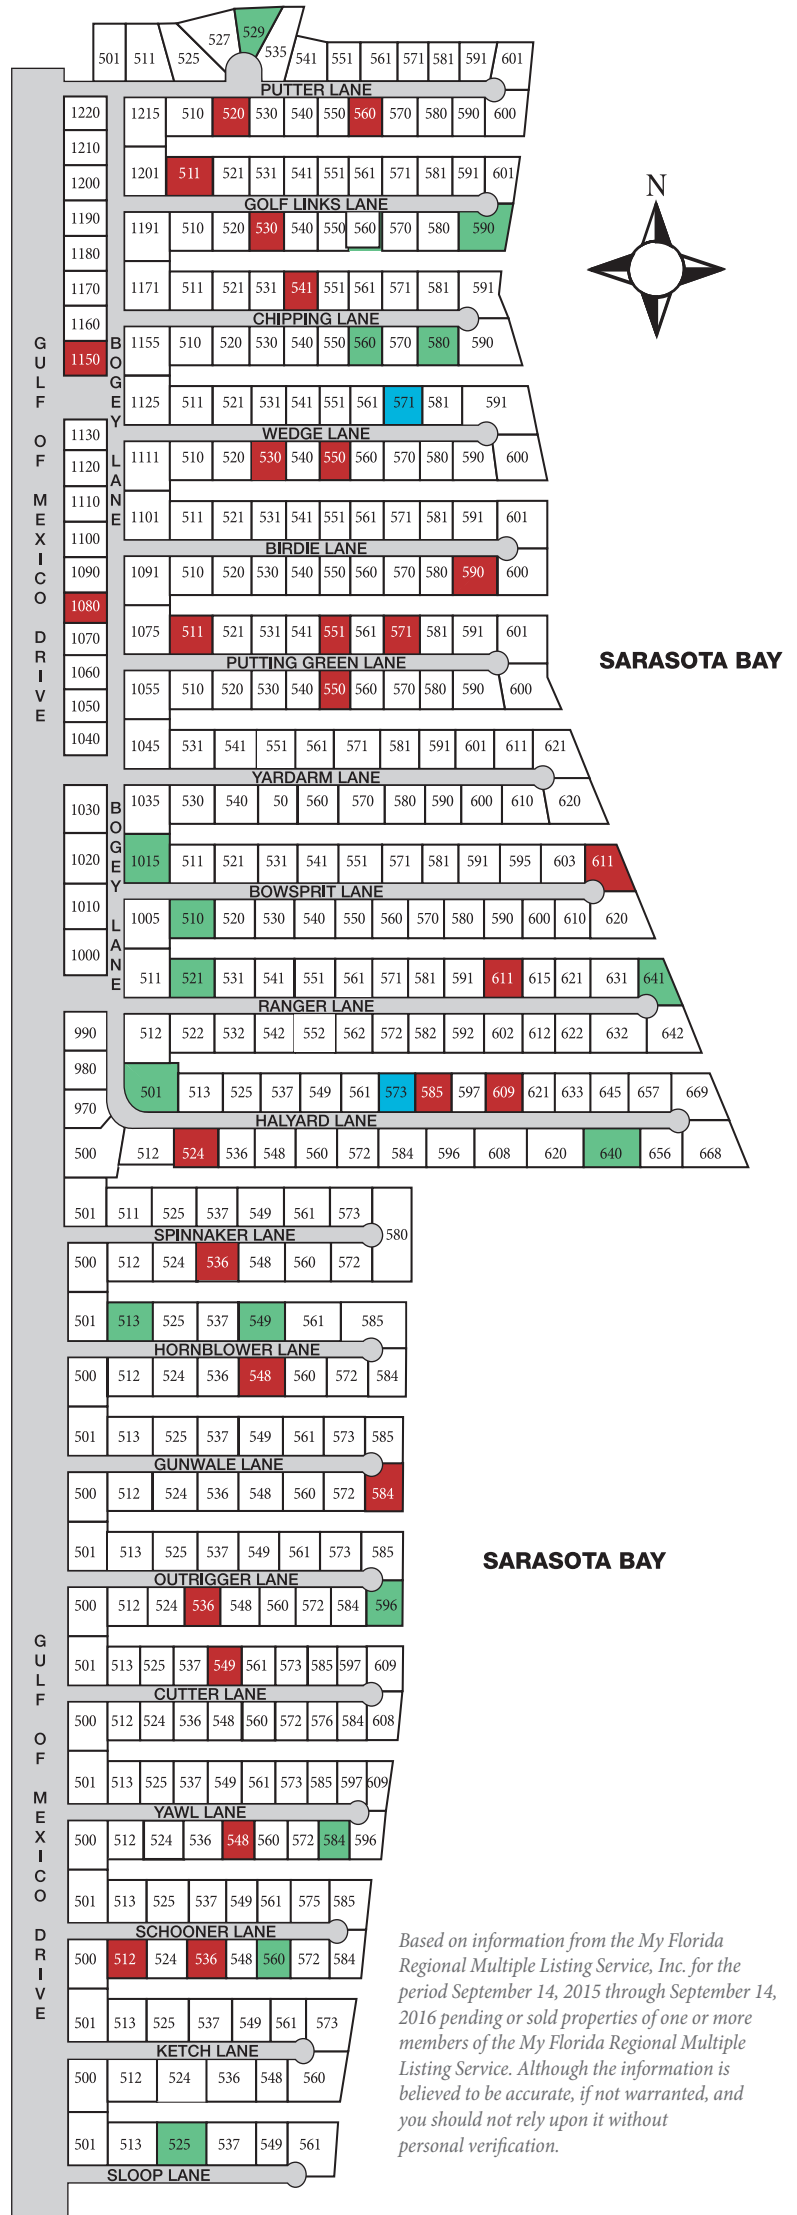 501 511 525 527 529 535 541 551 561 571 581 591 601
PUTTER LANE
1220 1215 510 520 530 540 550 560 570 580 590 600
1210
1200 1201 511 521 531 541 551 561 571 581 591 601
GOLF LINKS LANE
1190 1191 510 520 530 540 550 560 570 580 590
1180
1170 1171 511 521 531 541 551 561 571 581 591
CHIPPING LANE
1160
1150 1155 510 520 530 540 550 560 570 580 590
1125 511 521 531 541 551 561 571 581 591
WEDGE LANE
1130
1120 1111 510 520 530 540 550 560 570 580 590 600
1110
1100 1101 511 521 531 541 551 561 571 581 591 601
BIRDIE LANE
1090 1091 510 520 530 540 550 560 570 580 590 600
1080
1070 1075 511 521 531 541 551 561 571 581 591 601
PUTTING GREEN LANE
1060
1050 1055 510 520 530 540 550 560 570 580 590 600
1040 1045 531 541 551 561 571 581 591 601 611 621
YARDARM LANE
1030 1035 530 540 50 560 570 580 590 600 610 620
1020 1015 511 521 531 541 551 571 581 591 595 603 611
BOWSPRIT LANE
1010 1005 510 520 530 540 550 560 570 580 590 600 610 620
1000 511 521 531 541 551 561 571 581 591 611 615 621 631 641
RANGER LANE
990 512 522 532 542 552 562 572 582 592 602 612 622 632 642
980
970 501 513 525 537 549 561 573 585 597 609 621 633 645 657 669
HALYARD LANE
500 512 524 536 548 560 572 584 596 608 620 640 656 668
501 511 525 537 549 561 573 580
SPINNAKER LANE
500 512 524 536 548 560 572
501 513 525 537 549 561 585
HORNBLOWER LANE
500 512 524 536 548 560 572 584
501 513 525 537 549 561 573 585
GUNWALE LANE
500 512 524 536 548 560 572 584
501 513 525 537 549 561 573 585
OUTRIGGER LANE
500 512 524 536 548 560 572 584 596
501 513 525 537 549 561 573 585 597 609
CUTTER LANE
500 512 524 536 548 560 572 576 584 608
501 513 525 537 549 561 573 585 597 609
YAWL LANE
500 512 524 536 548 560 572 584 596
501 513 525 537 549 561 575 585
SCHOONER LANE
500 512 524 536 548 560 572 584
501 513 525 537 549 561 573
KETCH LANE
500 512 524 536 548 560
501 513 525 537 549 561
SLOOP LANE
GULF OF MEXICO DRIVE
BOGEY LANE
BOGEY LANE
GULF OF MEXICO DRIVE
N
SARASOTA BAY
SARASOTA BAY
Based on information from the My Florida
Regional Multiple Listing Service, Inc. for the
period September 14, 2015 through September 14,
2016 pending or sold properties of one or more
members of the My Florida Regional Multiple
Listing Service. Although the information is
believed to be accurate, if not warranted, and
you should not rely upon it without
personal verification.